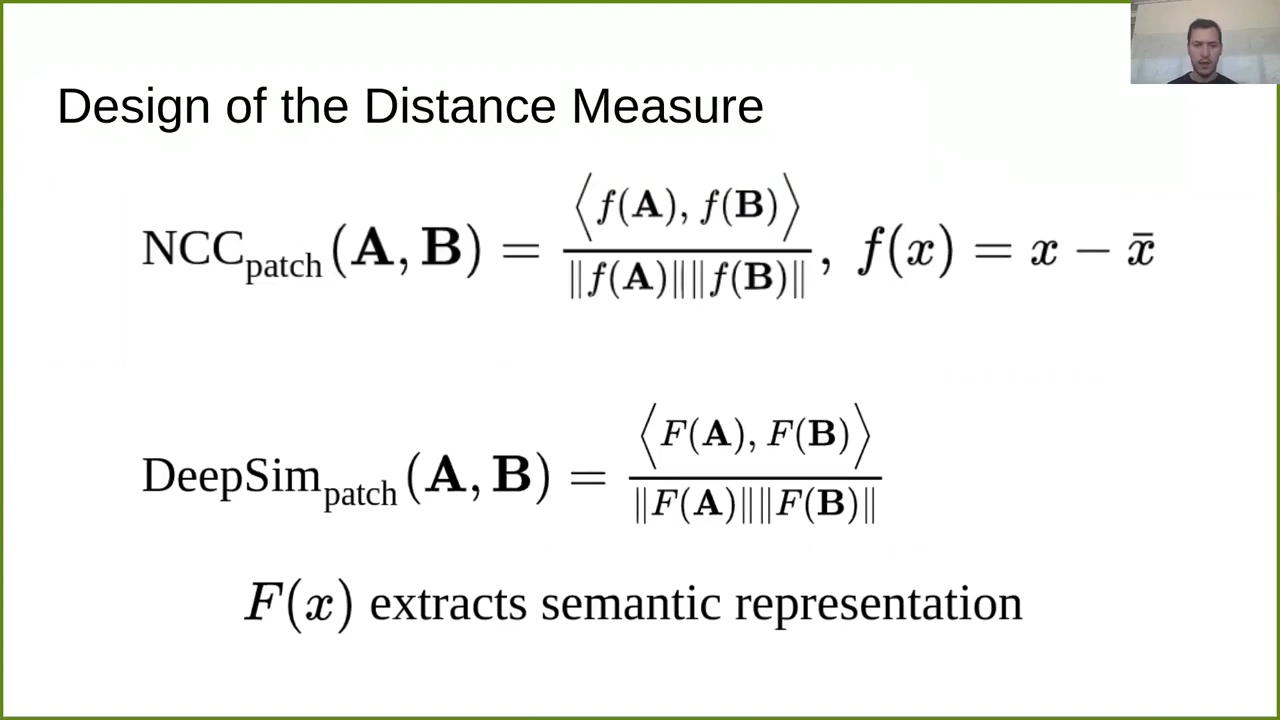 Design of the Distance Measure
NCC_patch(A, B) = ⟨f(A), f(B)⟩ / ‖f(A)‖‖f(B)‖, f(x) = x − x̄
DeepSim_patch(A, B) = ⟨F(A), F(B)⟩ / ‖F(A)‖‖F(B)‖
F(x) extracts semantic representation